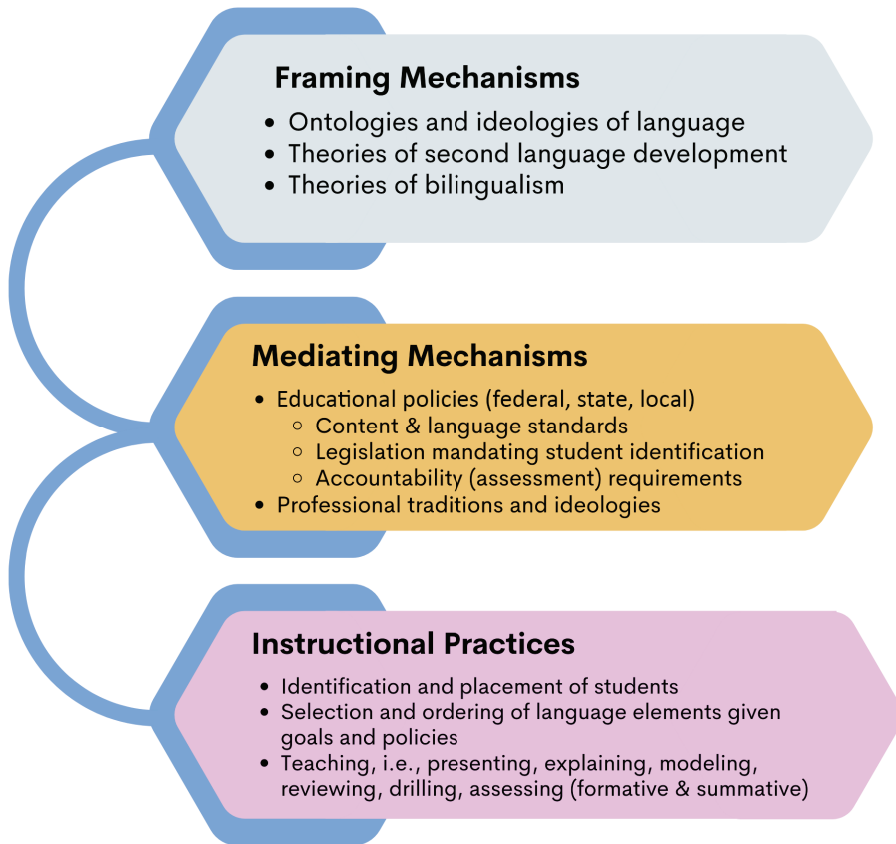 Framing Mechanisms
• Ontologies and ideologies of language
• Theories of second language development
• Theories of bilingualism
Mediating Mechanisms
• Educational policies (federal, state, local)
○ Content & language standards
○ Legislation mandating student identification
○ Accountability (assessment) requirements
• Professional traditions and ideologies
Instructional Practices
• Identification and placement of students
• Selection and ordering of language elements given
goals and policies
• Teaching, i.e., presenting, explaining, modeling,
reviewing, drilling, assessing (formative & summative)